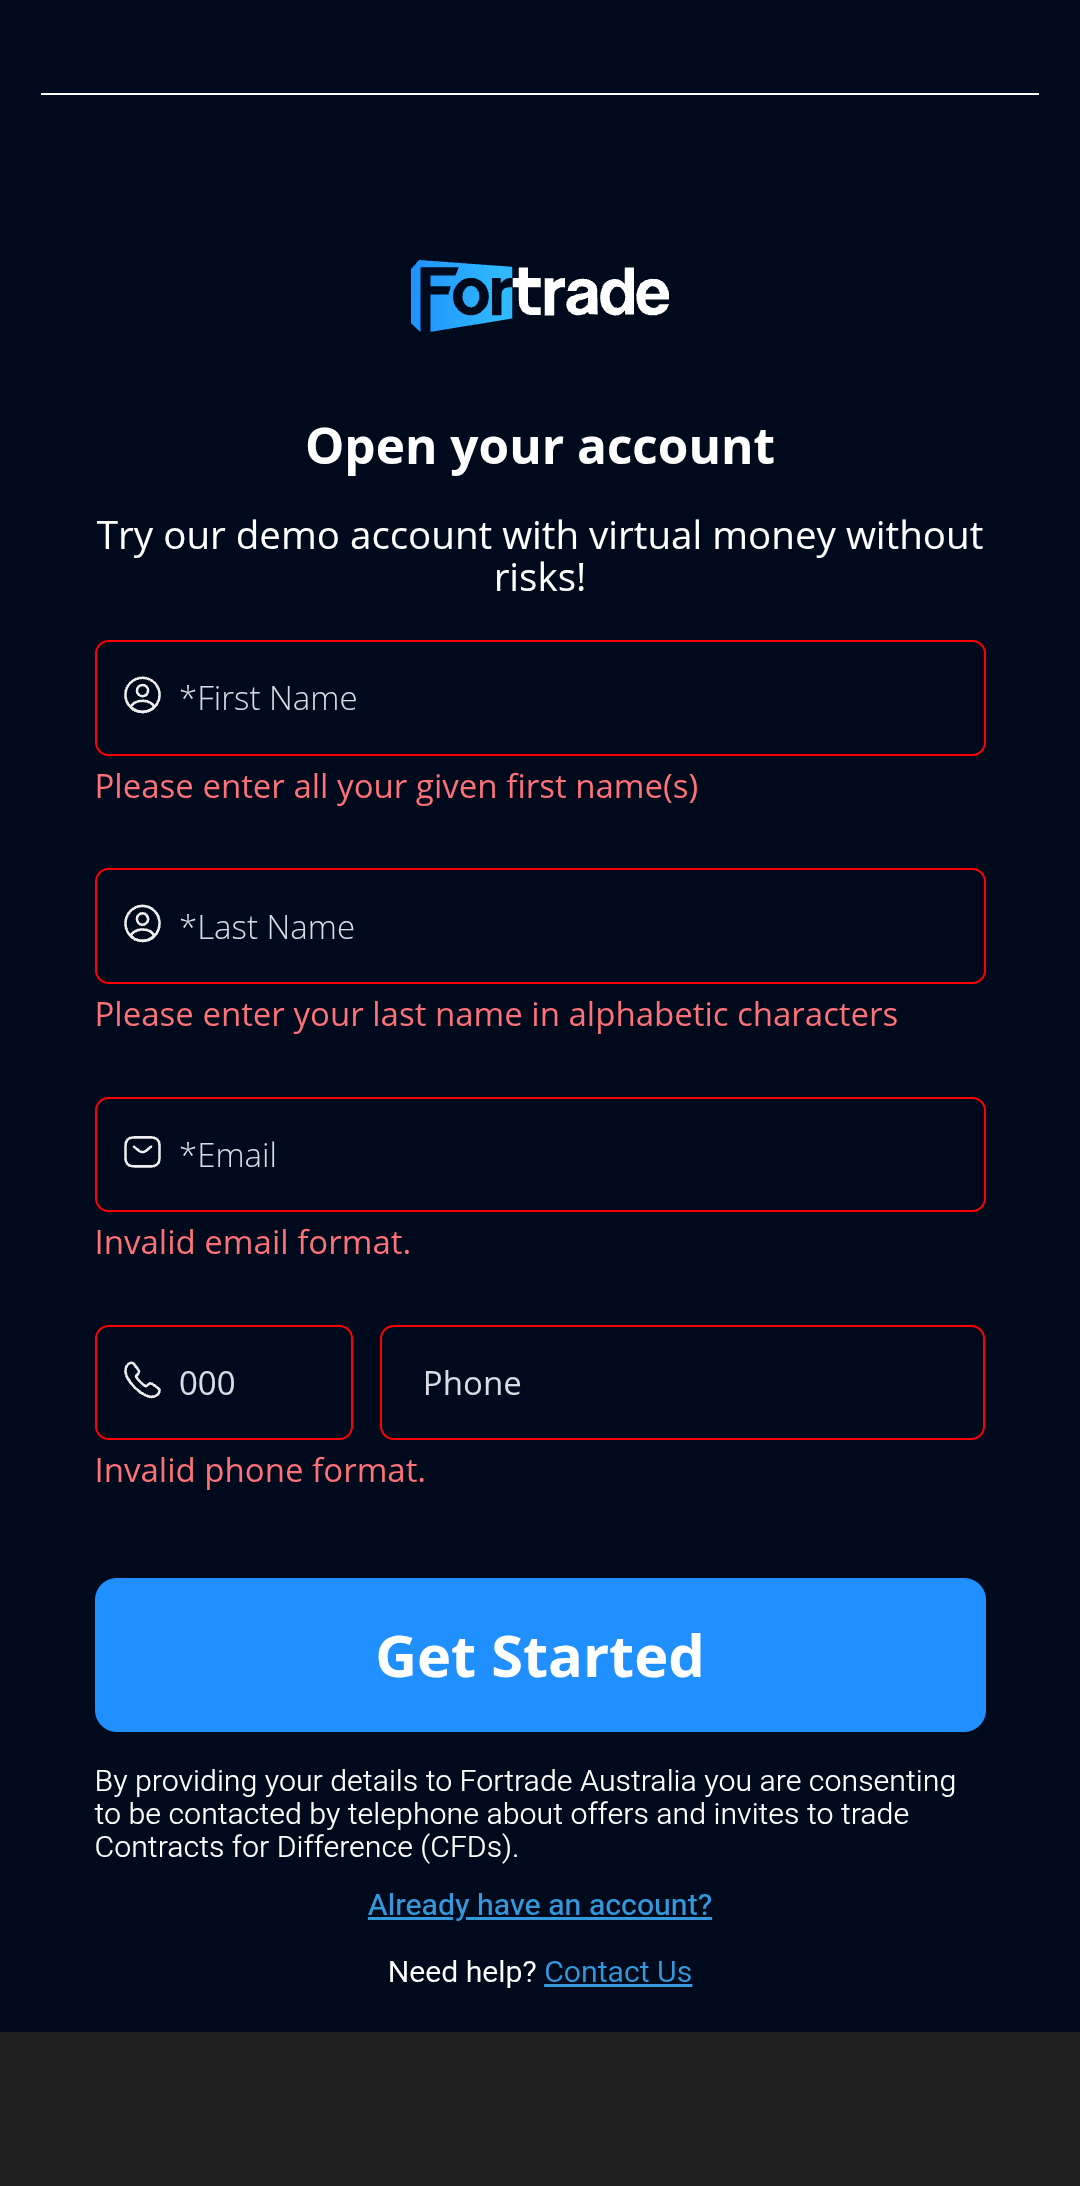 Fortrade
Open your account
Try our demo account with virtual money without
risks!
*First Name
Please enter all your given first name(s)
*Last Name
Please enter your last name in alphabetic characters
*Email
Invalid email format.
000 Phone
Invalid phone format.
Get Started
By providing your details to Fortrade Australia you are consenting
to be contacted by telephone about offers and invites to trade
Contracts for Difference (CFDs).
Already have an account?
Need help? Contact Us